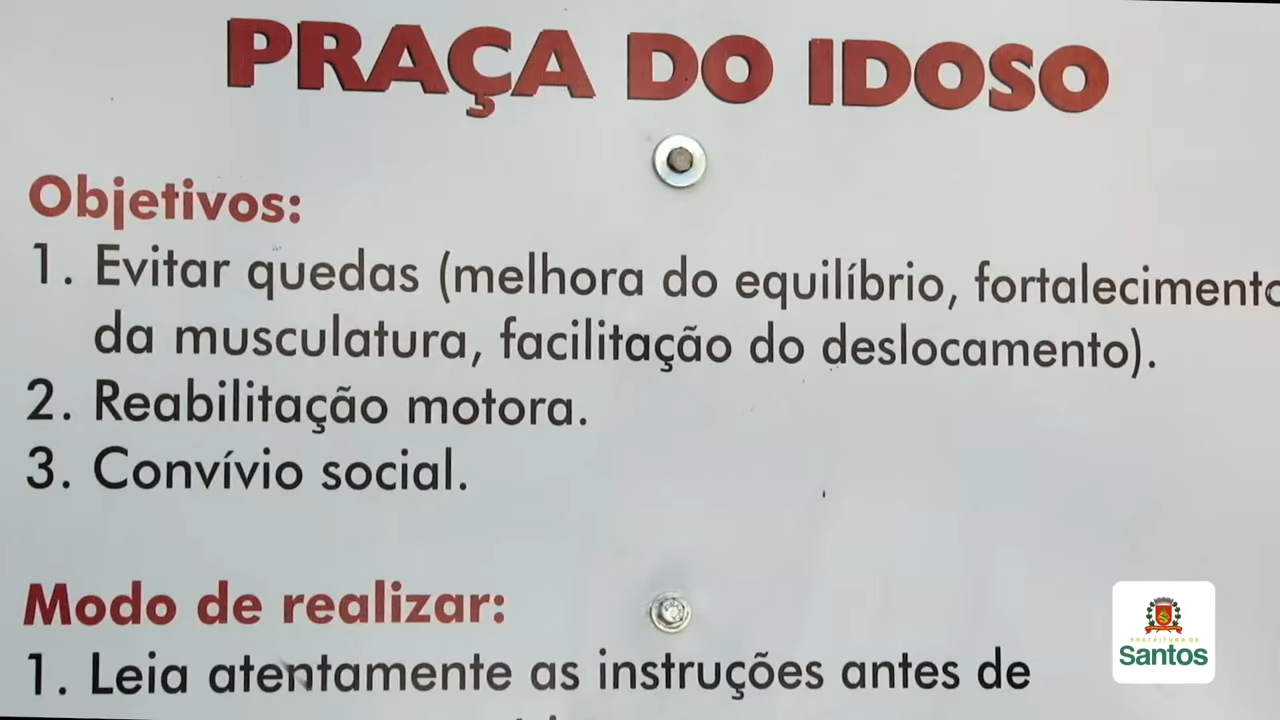 PRAÇA DO IDOSO
Objetivos:
1. Evitar quedas (melhora do equilíbrio, fortalecimento
da musculatura, facilitação do deslocamento).
2. Reabilitação motora.
3. Convívio social.
Modo de realizar:
1. Leia atentamente as instruções antes de
PREFEITURA DE
Santos